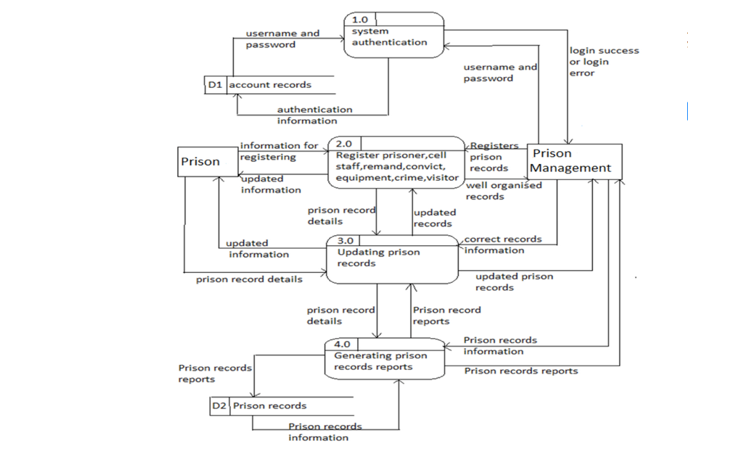 1.0
system
authentication
username and
password
login success
or login
error
username and
password
D1 account records
authentication
information
2.0
Register prisoner,cell
staff,remand,convict,
equipment,crime,visitor
information for
registering
Prison
updated
information
Registers
prison
records
Prison
Management
well organised
records
prison record
details
updated
records
3.0
Updating prison
records
updated
information
correct records
information
prison record details
updated prison
records
prison record
details
Prison record
reports
4.0
Generating prison
records reports
Prison records
information
Prison records reports
Prison records
reports
D2 Prison records
Prison records
information